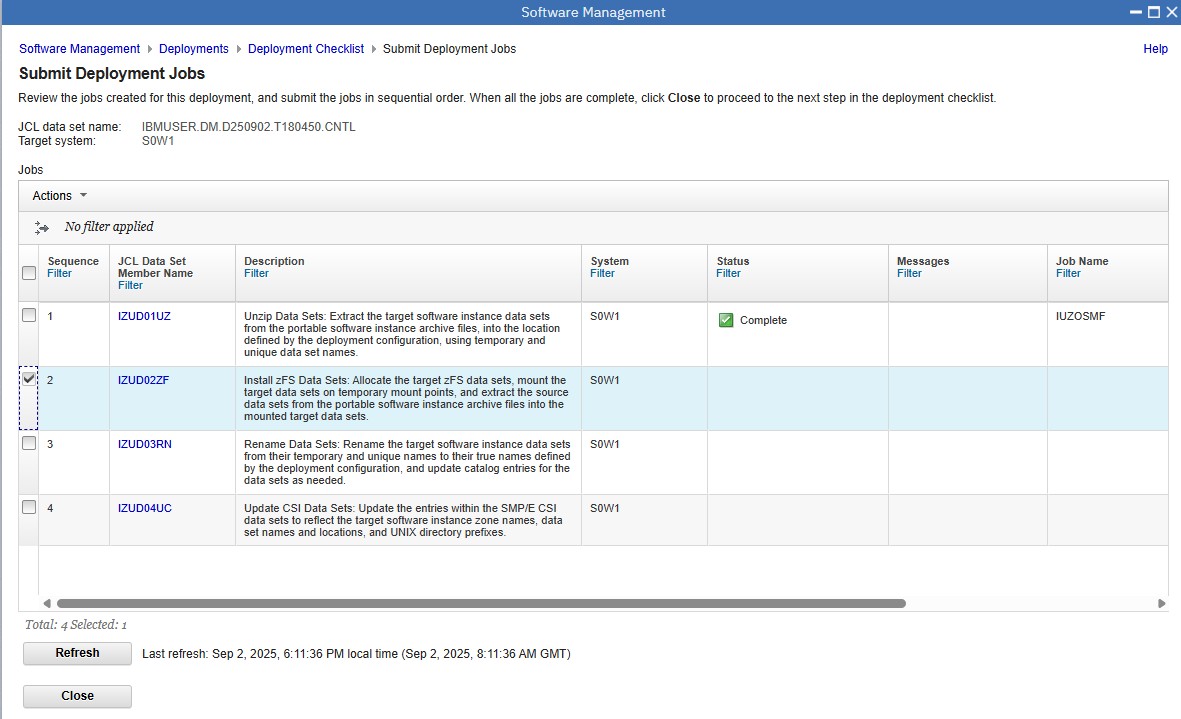 Software Management
Software Management Deployments Deployment Checklist Submit Deployment Jobs Help
Submit Deployment Jobs
Review the jobs created for this deployment, and submit the jobs in sequential order. When all the jobs are complete, click Close to proceed to the next step in the deployment checklist.
JCL data set name: IBMUSER.DM.D250902.T180450.CNTL
Target system: S0W1
Jobs
Actions
No filter applied
Sequence
Filter
JCL Data Set
Member Name
Filter
Description
Filter
System
Filter
Status
Filter
Messages
Filter
Job Name
Filter
1
IZUD01UZ
Unzip Data Sets: Extract the target software instance data sets
from the portable software instance archive files, into the location
defined by the deployment configuration, using temporary and
unique data set names.
S0W1
Complete
IUZOSMF
2
IZUD02ZF
Install zFS Data Sets: Allocate the target zFS data sets, mount the
target data sets on temporary mount points, and extract the source
data sets from the portable software instance archive files into the
mounted target data sets.
S0W1
3
IZUD03RN
Rename Data Sets: Rename the target software instance data sets
from their temporary and unique names to their true names defined
by the deployment configuration, and update catalog entries for the
data sets as needed.
S0W1
4
IZUD04UC
Update CSI Data Sets: Update the entries within the SMP/E CSI
data sets to reflect the target software instance zone names, data
set names and locations, and UNIX directory prefixes.
S0W1
Total: 4 Selected: 1
Refresh
Last refresh: Sep 2, 2025, 6:11:36 PM local time (Sep 2, 2025, 8:11:36 AM GMT)
Close